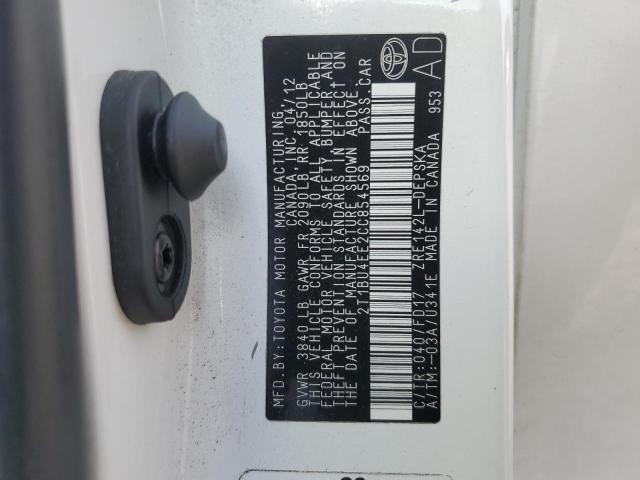 MFD.BY:TOYOTA MOTOR MANUFACTURING,
CANADA, INC. 04/12
GVWR 3840LB GAWR FR 2090LB RR 1850LB
THIS VEHICLE CONFORMS TO ALL APPLICABLE
FEDERAL MOTOR VEHICLE SAFETY, BUMPER, AND
THEFT PREVENTION STANDARDS IN EFFECT ON
THE DATE OF MANUFACTURE SHOWN ABOVE.
2T1BU4EE2CC854569 PASS.CAR
C/TR:040/FD17 ZRE142L-DEPSKA
A/TM:-03A/U341E MADE IN CANADA 953
AD